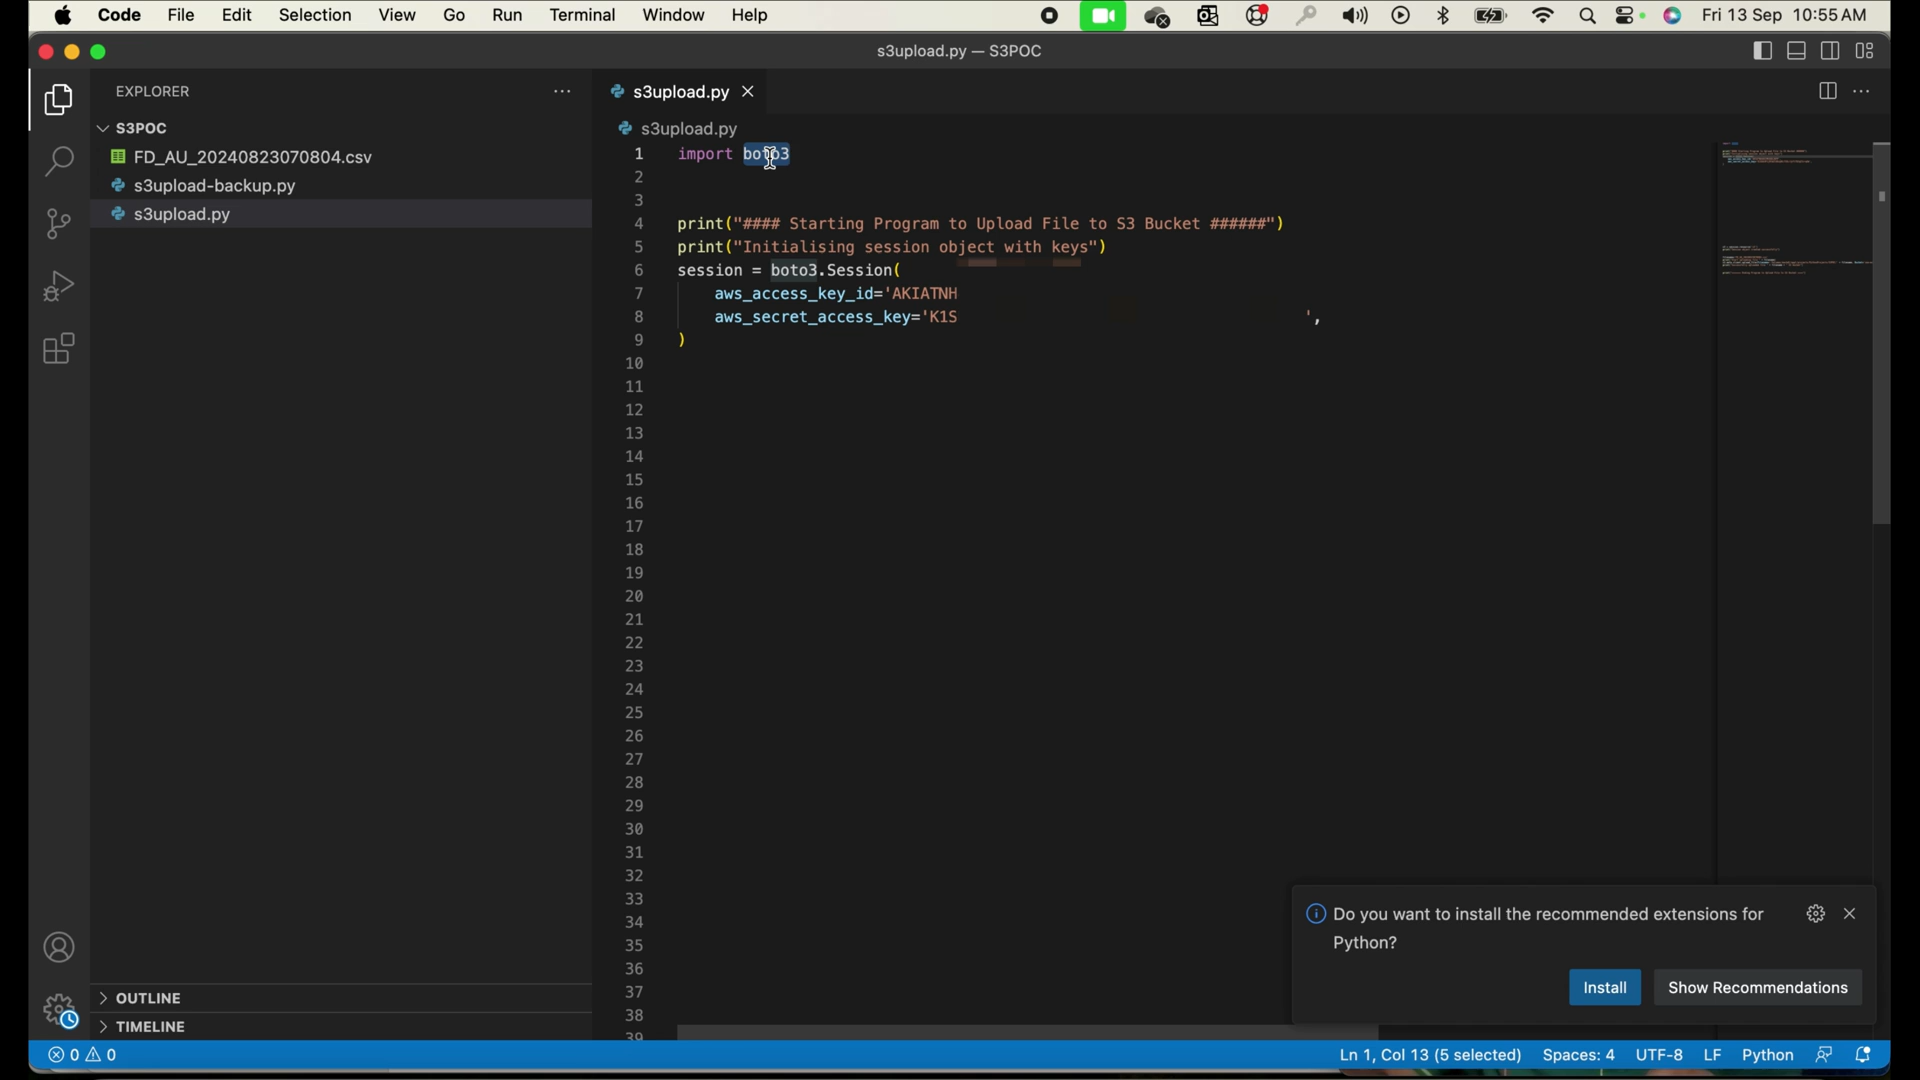 Code File Edit Selection View Go Run Terminal Window Help Fri 13 Sep 10:55 AM
s3upload.py — S3POC
EXPLORER
S3POC
FD_AU_20240823070804.csv
s3upload-backup.py
s3upload.py
OUTLINE
TIMELINE
s3upload.py
s3upload.py
1 import boto3
2
3
4 print("#### Starting Program to Upload File to S3 Bucket ######")
5 print("Initialising session object with keys")
6 session = boto3.Session(
7 aws_access_key_id='AKIATNH
8 aws_secret_access_key='K1S ',
9 )
10
11
12
13
14
15
16
17
18
19
20
21
22
23
24
25
26
27
28
29
30
31
32
33
34
35
36
37
38
39
Do you want to install the recommended extensions for
Python?
Install Show Recommendations
0 0 Ln 1, Col 13 (5 selected) Spaces: 4 UTF-8 LF Python